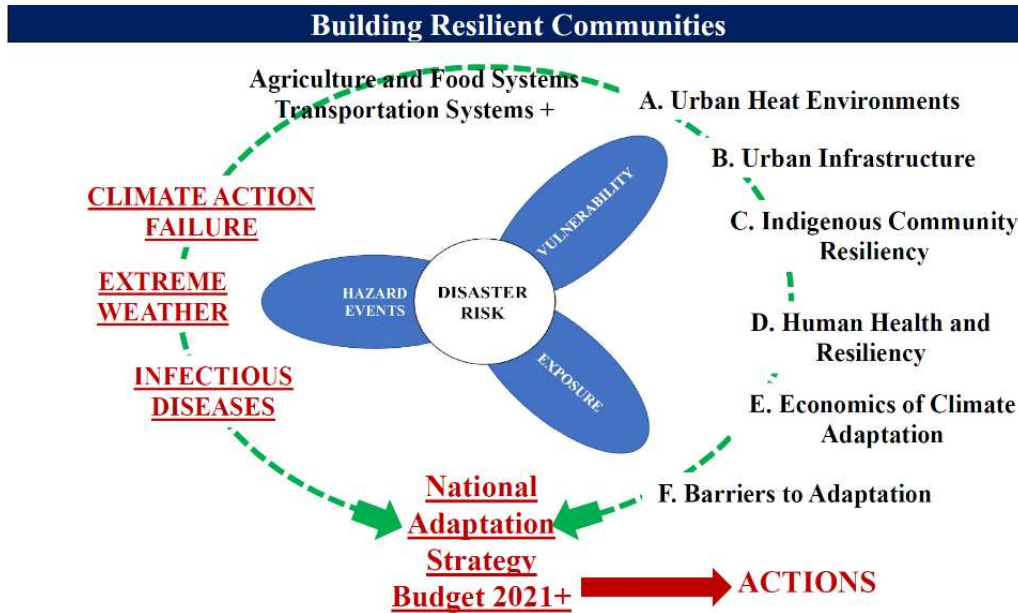 Building Resilient Communities
Agriculture and Food Systems
Transportation Systems +
A. Urban Heat Environments
B. Urban Infrastructure
C. Indigenous Community
Resiliency
D. Human Health and
Resiliency
E. Economics of Climate
Adaptation
F. Barriers to Adaptation
CLIMATE ACTION
FAILURE
EXTREME
WEATHER
INFECTIOUS
DISEASES
HAZARD
EVENTS
DISASTER
RISK
VULNERABILITY
EXPOSURE
National
Adaptation
Strategy
Budget 2021+
ACTIONS